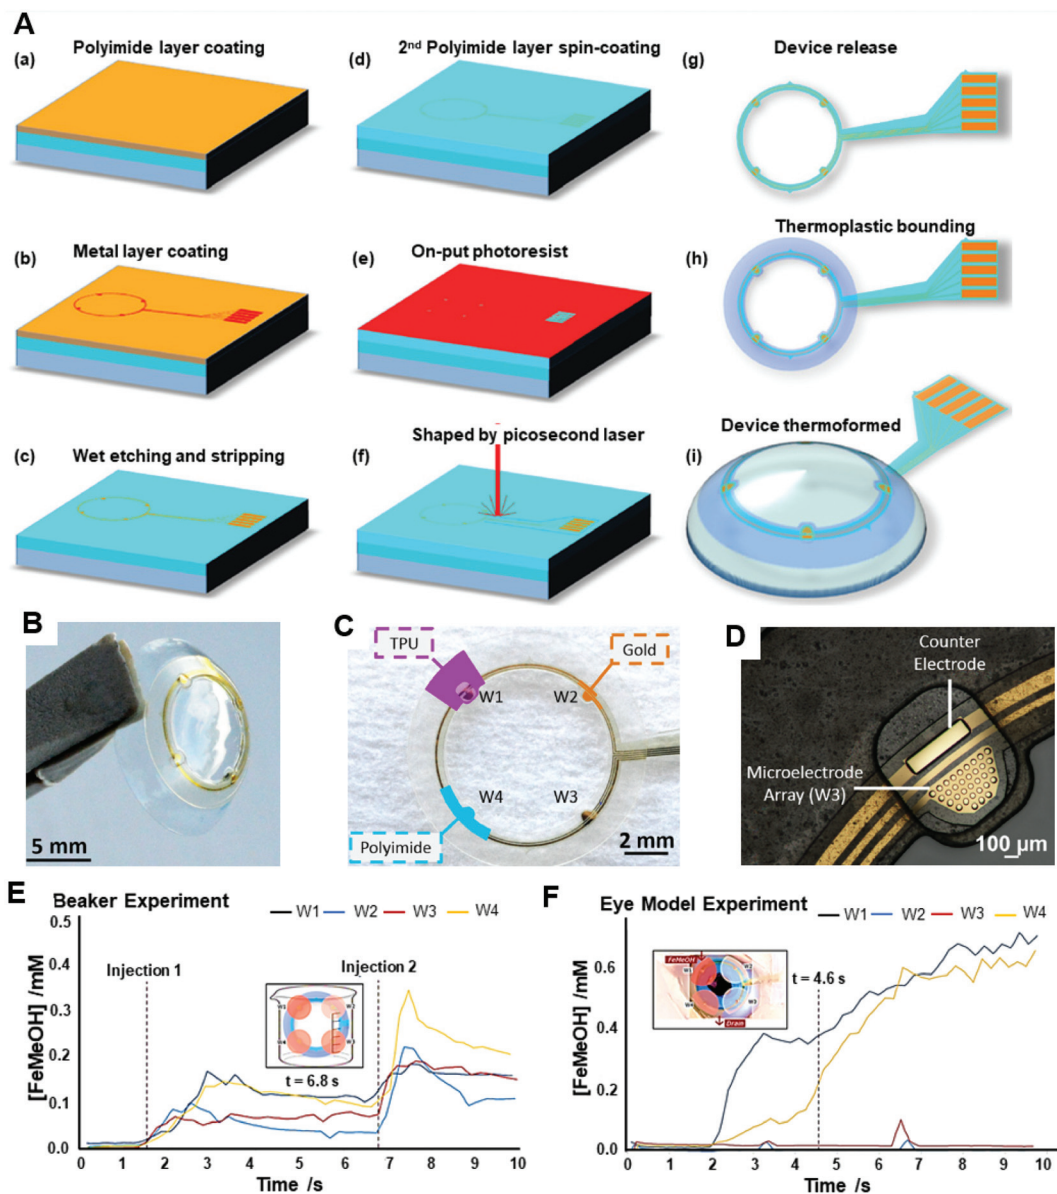 A
(a) Polyimide layer coating
(d) 2nd Polyimide layer spin-coating
(g) Device release
(b) Metal layer coating
(e) On-put photoresist
(h) Thermoplastic bounding
(c) Wet etching and stripping
(f) Shaped by picosecond laser
(i) Device thermoformed
B
5 mm
C
TPU
Gold
W1
W2
W4
W3
Polyimide
2 mm
D
Counter
Electrode
Microelectrode
Array (W3)
100 µm
E
Beaker Experiment
W1 W2 W3 W4
Injection 1
Injection 2
t = 6.8 s
[FeMeOH] /mM
0.5
0.4
0.3
0.2
0.1
0.0
0 1 2 3 4 5 6 7 8 9 10
Time /s
F
Eye Model Experiment
W1 W2 W3 W4
FeMeOH
W1
W2
W4
W3
Drain
t = 4.6 s
[FeMeOH] /mM
0.6
0.4
0.2
0.0
0 1 2 3 4 5 6 7 8 9 10
Time /s